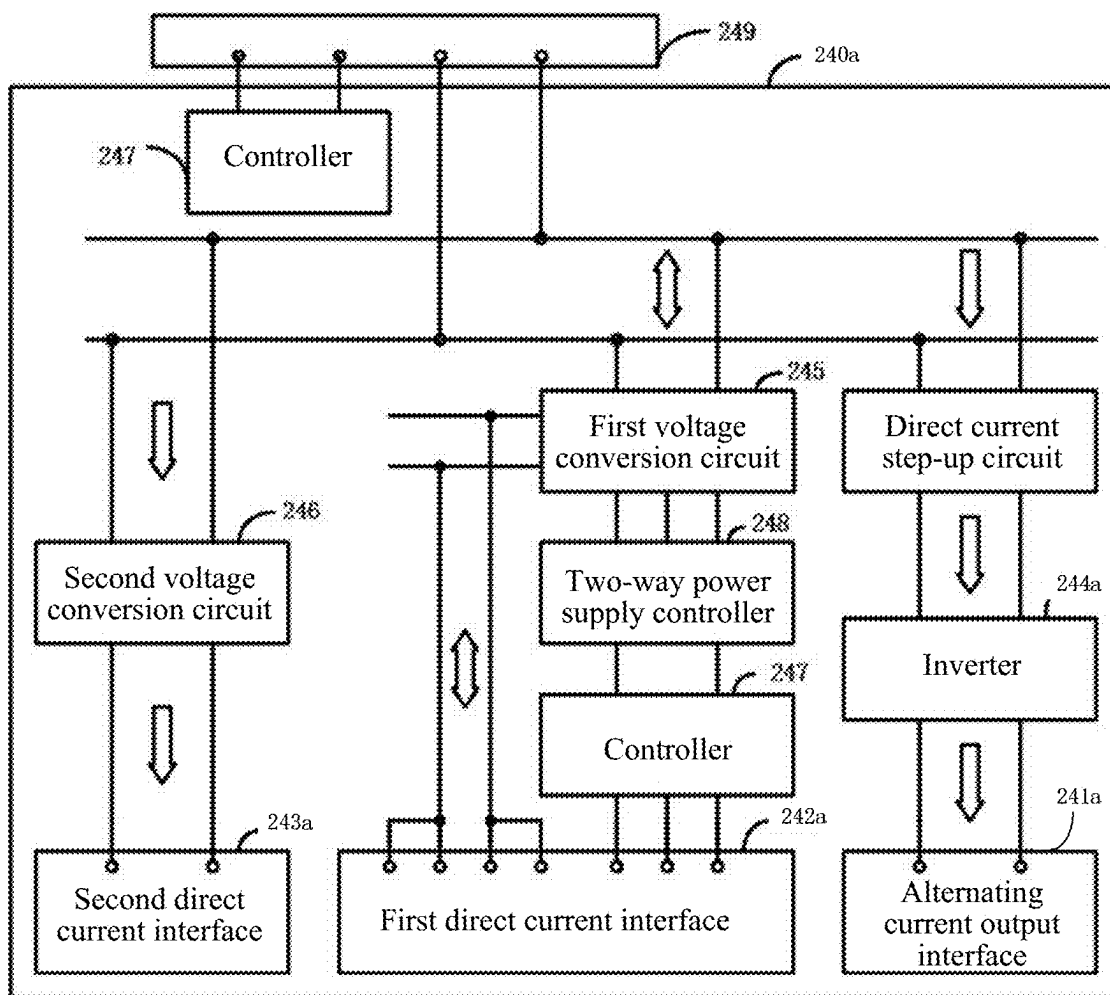 249
240a
247
Controller
245
First voltage
conversion circuit
Direct current
step-up circuit
246
Second voltage
conversion circuit
248
Two-way power
supply controller
244a
Inverter
247
Controller
243a
Second direct
current interface
242a
First direct current interface
241a
Alternating
current output
interface